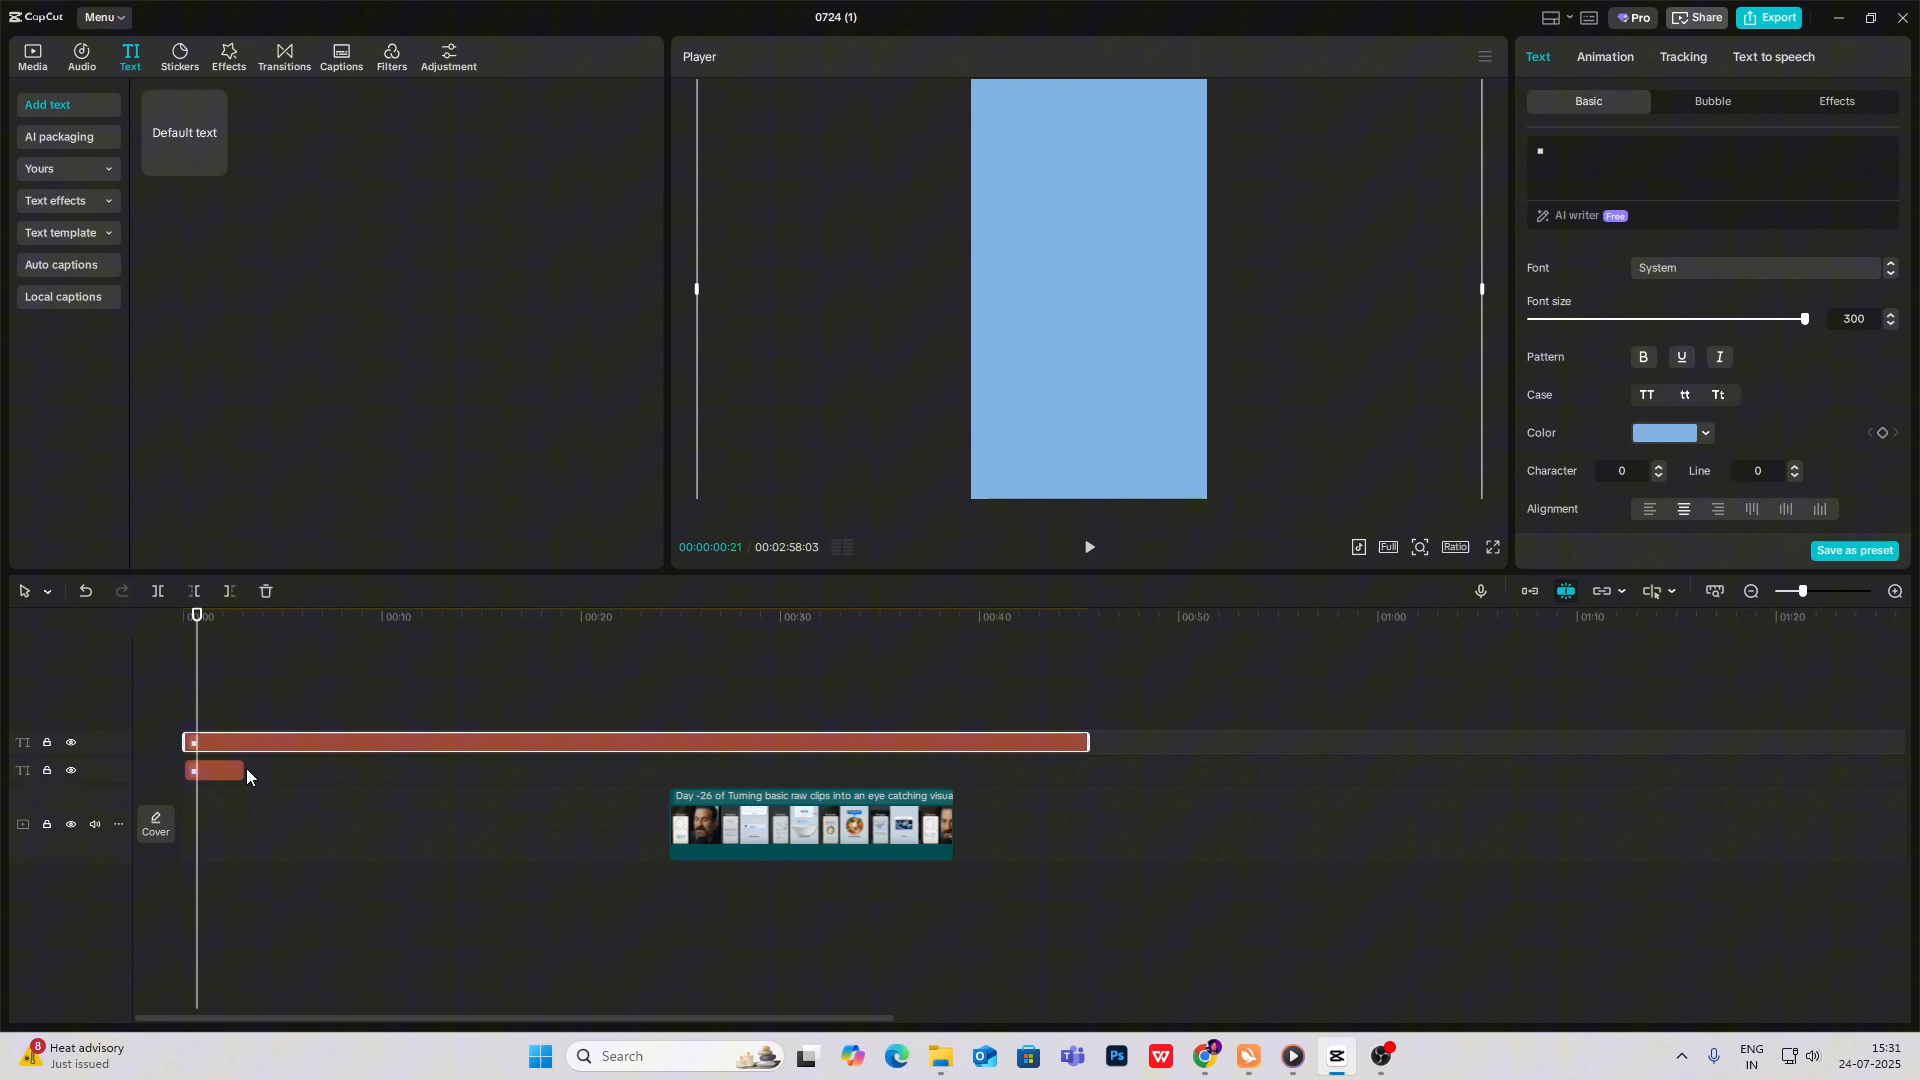 CapCut
Menu
0724 (1)
Pro
Share
Export
Media
Audio
TI
Text
Stickers
Effects
Transitions
Captions
Filters
Adjustment
Add text
AI packaging
Yours
Text effects
Text template
Auto captions
Local captions
Default text
Player
00:00:00:21 / 00:02:58:03
Full
Ratio
Text
Animation
Tracking
Text to speech
Basic
Bubble
Effects
AI writer Free
Font
System
Font size
300
Pattern
B U I
Case
TT tt Tt
Color
Character
0
Line
0
Alignment
Save as preset
00:10
00:20
00:30
00:40
00:50
01:00
01:10
01:20
TI
TI
Cover
Day -26 of Turning basic raw clips into an eye catching visua
8
Heat advisory
Just issued
Search
Ps
W
ENG
IN
15:31
24-07-2025